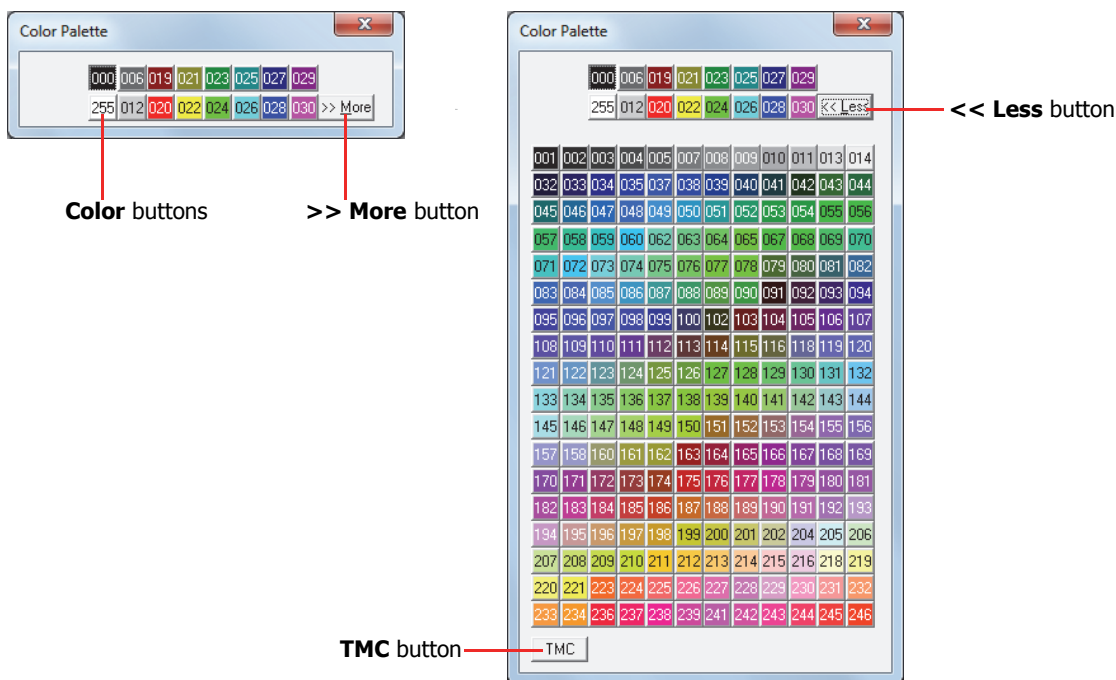 Color Palette
000 006 019 021 023 025 027 029
255 012 020 022 024 026 028 030 >> More
Color buttons
>> More button
Color Palette
000 006 019 021 023 025 027 029
255 012 020 022 024 026 028 030 << Less
<< Less button
001 002 003 004 005 007 008 009 010 011 013 014
032 033 034 035 037 038 039 040 041 042 043 044
045 046 047 048 049 050 051 052 053 054 055 056
057 058 059 060 062 063 064 065 067 068 069 070
071 072 073 074 075 076 077 078 079 080 081 082
083 084 085 086 087 088 089 090 091 092 093 094
095 096 097 098 099 100 102 103 104 105 106 107
108 109 110 111 112 113 114 115 116 118 119 120
121 122 123 124 125 126 127 128 129 130 131 132
133 134 135 136 137 138 139 140 141 142 143 144
145 146 147 148 149 150 151 152 153 154 155 156
157 158 160 161 162 163 164 165 166 167 168 169
170 171 172 173 174 175 176 177 178 179 180 181
182 183 184 185 186 187 188 189 190 191 192 193
194 195 196 197 198 199 200 201 202 204 205 206
207 208 209 210 211 212 213 214 215 216 218 219
220 221 223 224 225 226 227 228 229 230 231 232
233 234 236 237 238 239 241 242 243 244 245 246
TMC button
TMC